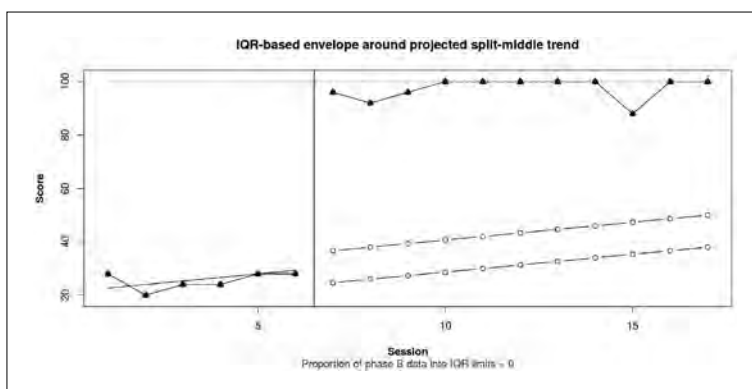 IQR-based envelope around projected split-middle trend
Score
100
80
60
40
20
5
10
15
Session
Proportion of phase B data into IQR limits = 0